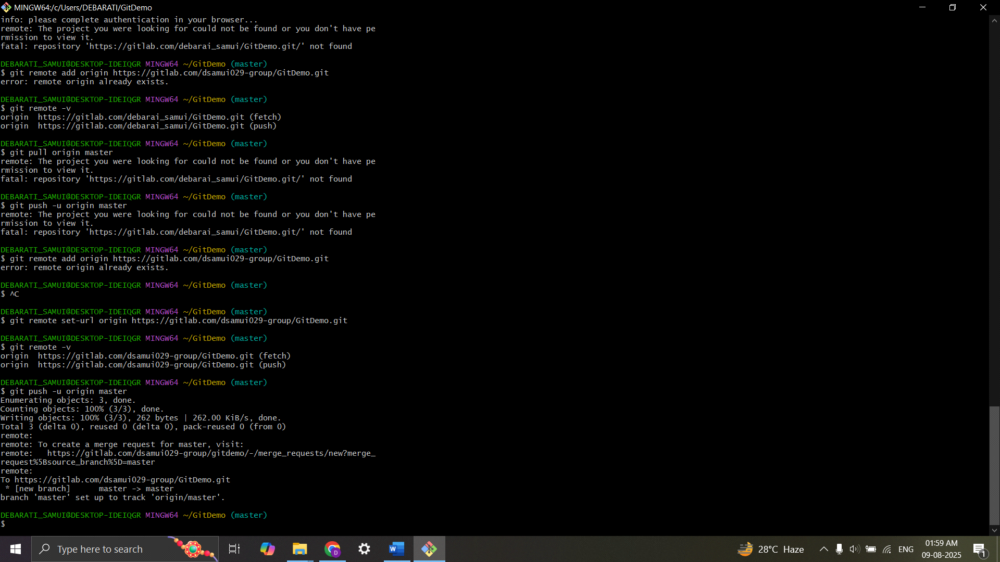 MINGW64:/c/Users/DEBARATI/GitDemo
info: please complete authentication in your browser...
remote: The project you were looking for could not be found or you don't have pe
rmission to view it.
fatal: repository 'https://gitlab.com/debarai_samui/GitDemo.git/' not found
DEBARATI_SAMUI@DESKTOP-IDEIQGR MINGW64 ~/GitDemo (master)
$ git remote add origin https://gitlab.com/dsamui029-group/GitDemo.git
error: remote origin already exists.
DEBARATI_SAMUI@DESKTOP-IDEIQGR MINGW64 ~/GitDemo (master)
$ git remote -v
origin  https://gitlab.com/debarai_samui/GitDemo.git (fetch)
origin  https://gitlab.com/debarai_samui/GitDemo.git (push)
DEBARATI_SAMUI@DESKTOP-IDEIQGR MINGW64 ~/GitDemo (master)
$ git pull origin master
remote: The project you were looking for could not be found or you don't have pe
rmission to view it.
fatal: repository 'https://gitlab.com/debarai_samui/GitDemo.git/' not found
DEBARATI_SAMUI@DESKTOP-IDEIQGR MINGW64 ~/GitDemo (master)
$ git push -u origin master
remote: The project you were looking for could not be found or you don't have pe
rmission to view it.
fatal: repository 'https://gitlab.com/debarai_samui/GitDemo.git/' not found
DEBARATI_SAMUI@DESKTOP-IDEIQGR MINGW64 ~/GitDemo (master)
$ git remote add origin https://gitlab.com/dsamui029-group/GitDemo.git
error: remote origin already exists.
DEBARATI_SAMUI@DESKTOP-IDEIQGR MINGW64 ~/GitDemo (master)
$ ^C
DEBARATI_SAMUI@DESKTOP-IDEIQGR MINGW64 ~/GitDemo (master)
$ git remote set-url origin https://gitlab.com/dsamui029-group/GitDemo.git
DEBARATI_SAMUI@DESKTOP-IDEIQGR MINGW64 ~/GitDemo (master)
$ git remote -v
origin  https://gitlab.com/dsamui029-group/GitDemo.git (fetch)
origin  https://gitlab.com/dsamui029-group/GitDemo.git (push)
DEBARATI_SAMUI@DESKTOP-IDEIQGR MINGW64 ~/GitDemo (master)
$ git push -u origin master
Enumerating objects: 3, done.
Counting objects: 100% (3/3), done.
Writing objects: 100% (3/3), 262 bytes | 262.00 KiB/s, done.
Total 3 (delta 0), reused 0 (delta 0), pack-reused 0 (from 0)
remote:
remote: To create a merge request for master, visit:
remote:   https://gitlab.com/dsamui029-group/gitdemo/-/merge_requests/new?merge_
request%5Bsource_branch%5D=master
remote:
To https://gitlab.com/dsamui029-group/GitDemo.git
 * [new branch]      master -> master
branch 'master' set up to track 'origin/master'.
DEBARATI_SAMUI@DESKTOP-IDEIQGR MINGW64 ~/GitDemo (master)
$
Type here to search
D
W
28°C Haze
ENG
01:59 AM
09-08-2025
1